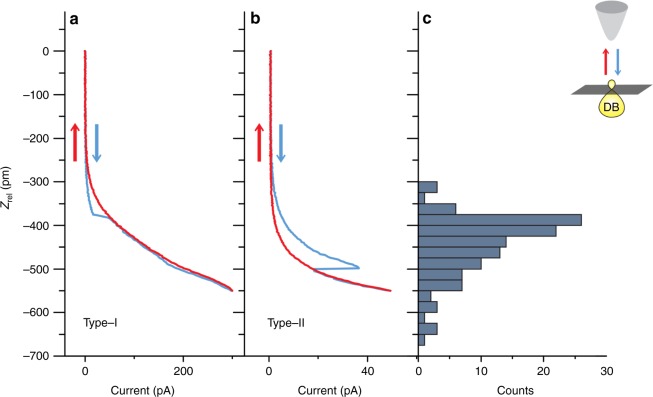 a
b
c
DB
0
−100
−200
−300
−400
−500
−600
−700
Zrel (pm)
Type–I
Type–II
0
200
0
40
0
10
20
30
Current (pA)
Current (pA)
Counts